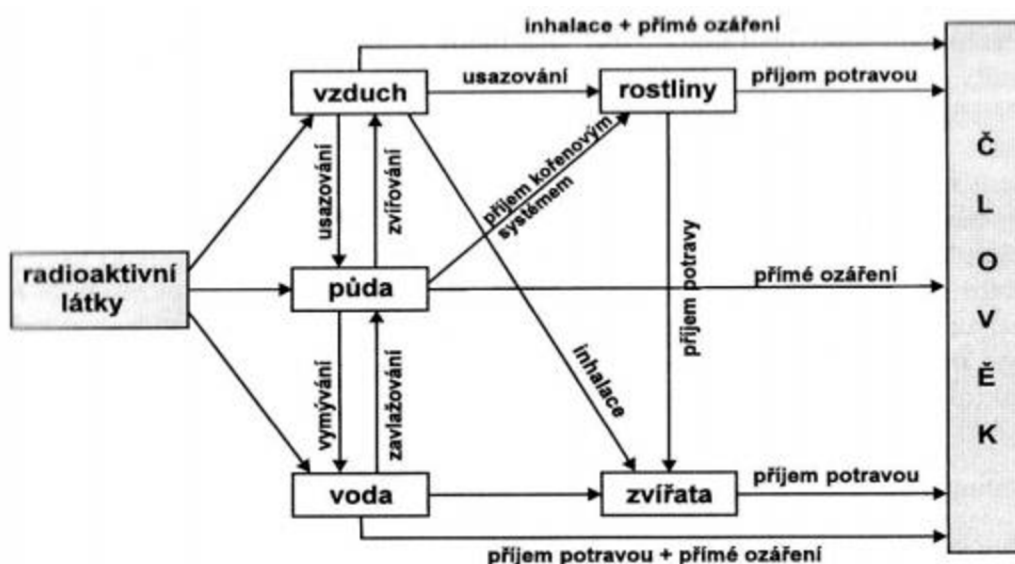 inhalace + přímé ozáření
vzduch
usazování
rostliny
příjem potravou
usazování
zvířování
příjem kořenovým
systémem
příjem potravy
radioaktivní
látky
půda
přímé ozáření
inhalace
vymývání
zavlažování
voda
zvířata
příjem potravou
příjem potravou + přímé ozáření
Č
L
O
V
Ě
K